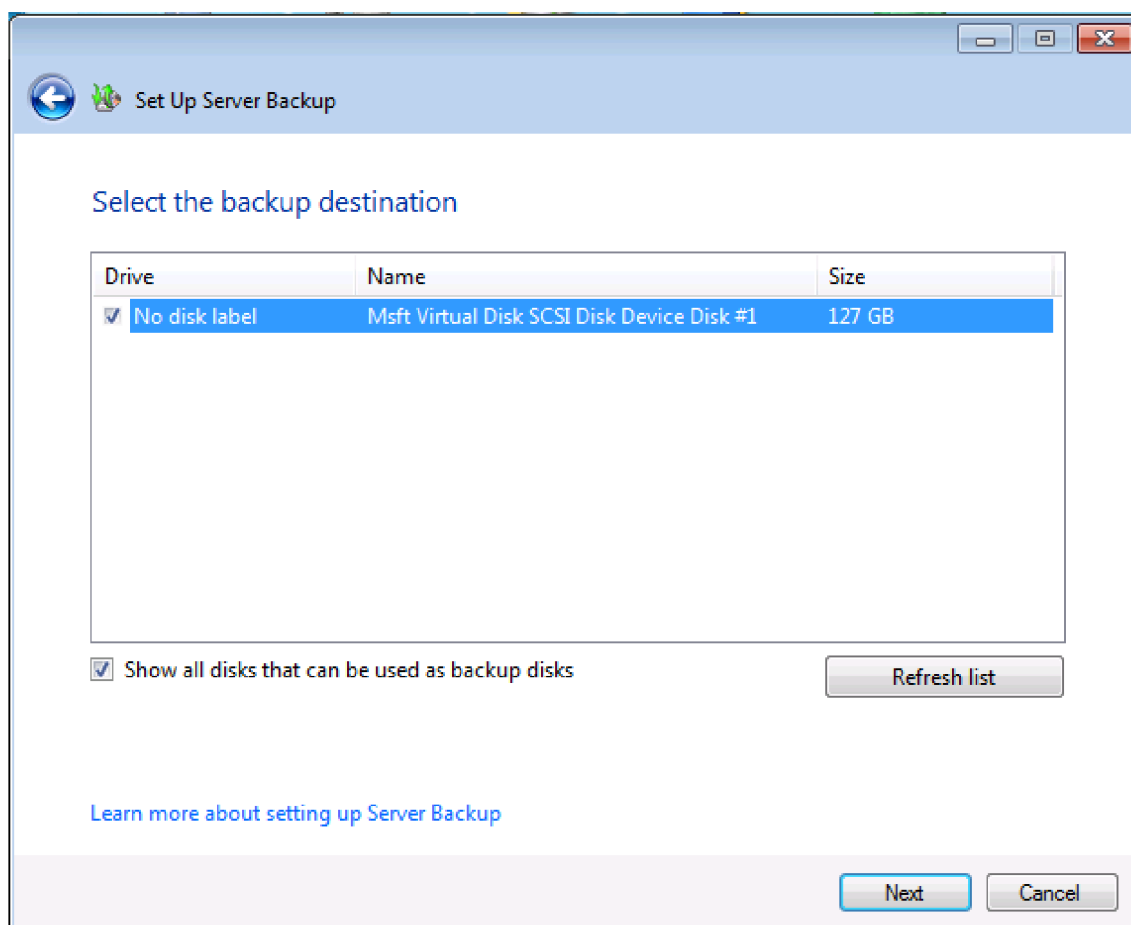 Set Up Server Backup
Select the backup destination
Drive Name Size
No disk label Msft Virtual Disk SCSI Disk Device Disk #1 127 GB
Show all disks that can be used as backup disks
Refresh list
Learn more about setting up Server Backup
Next Cancel